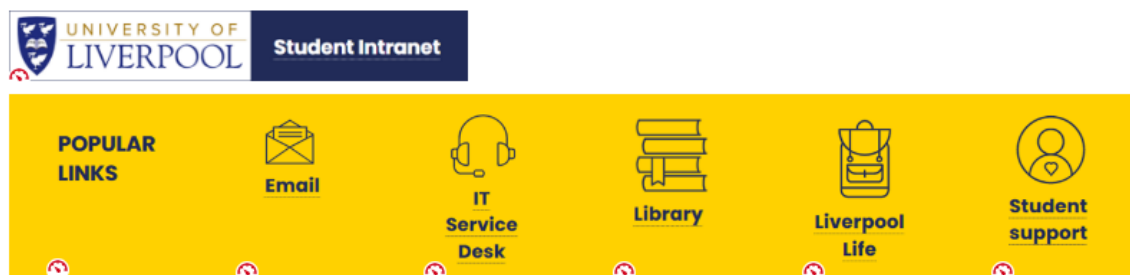 UNIVERSITY OF
LIVERPOOL
Student Intranet
POPULAR
LINKS
Email
IT
Service
Desk
Library
Liverpool
Life
Student
support